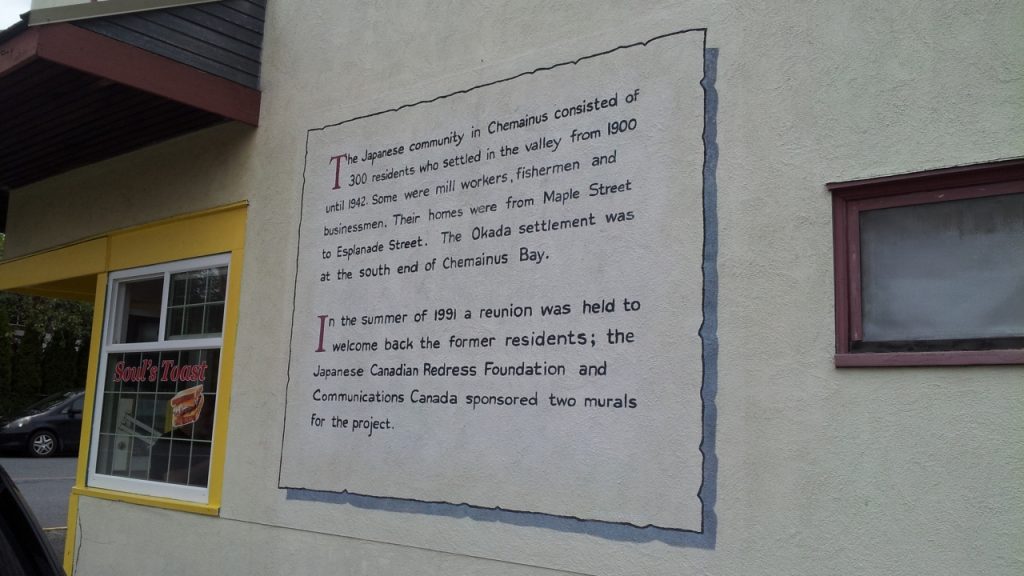 The Japanese community in Chemainus consisted of
300 residents who settled in the valley from 1900
until 1942. Some were mill workers, fishermen and
businessmen. Their homes were from Maple Street
to Esplanade Street. The Okada settlement was
at the south end of Chemainus Bay.
In the summer of 1991 a reunion was held to
welcome back the former residents; the
Japanese Canadian Redress Foundation and
Communications Canada sponsored two murals
for the project.
Soul's Toast